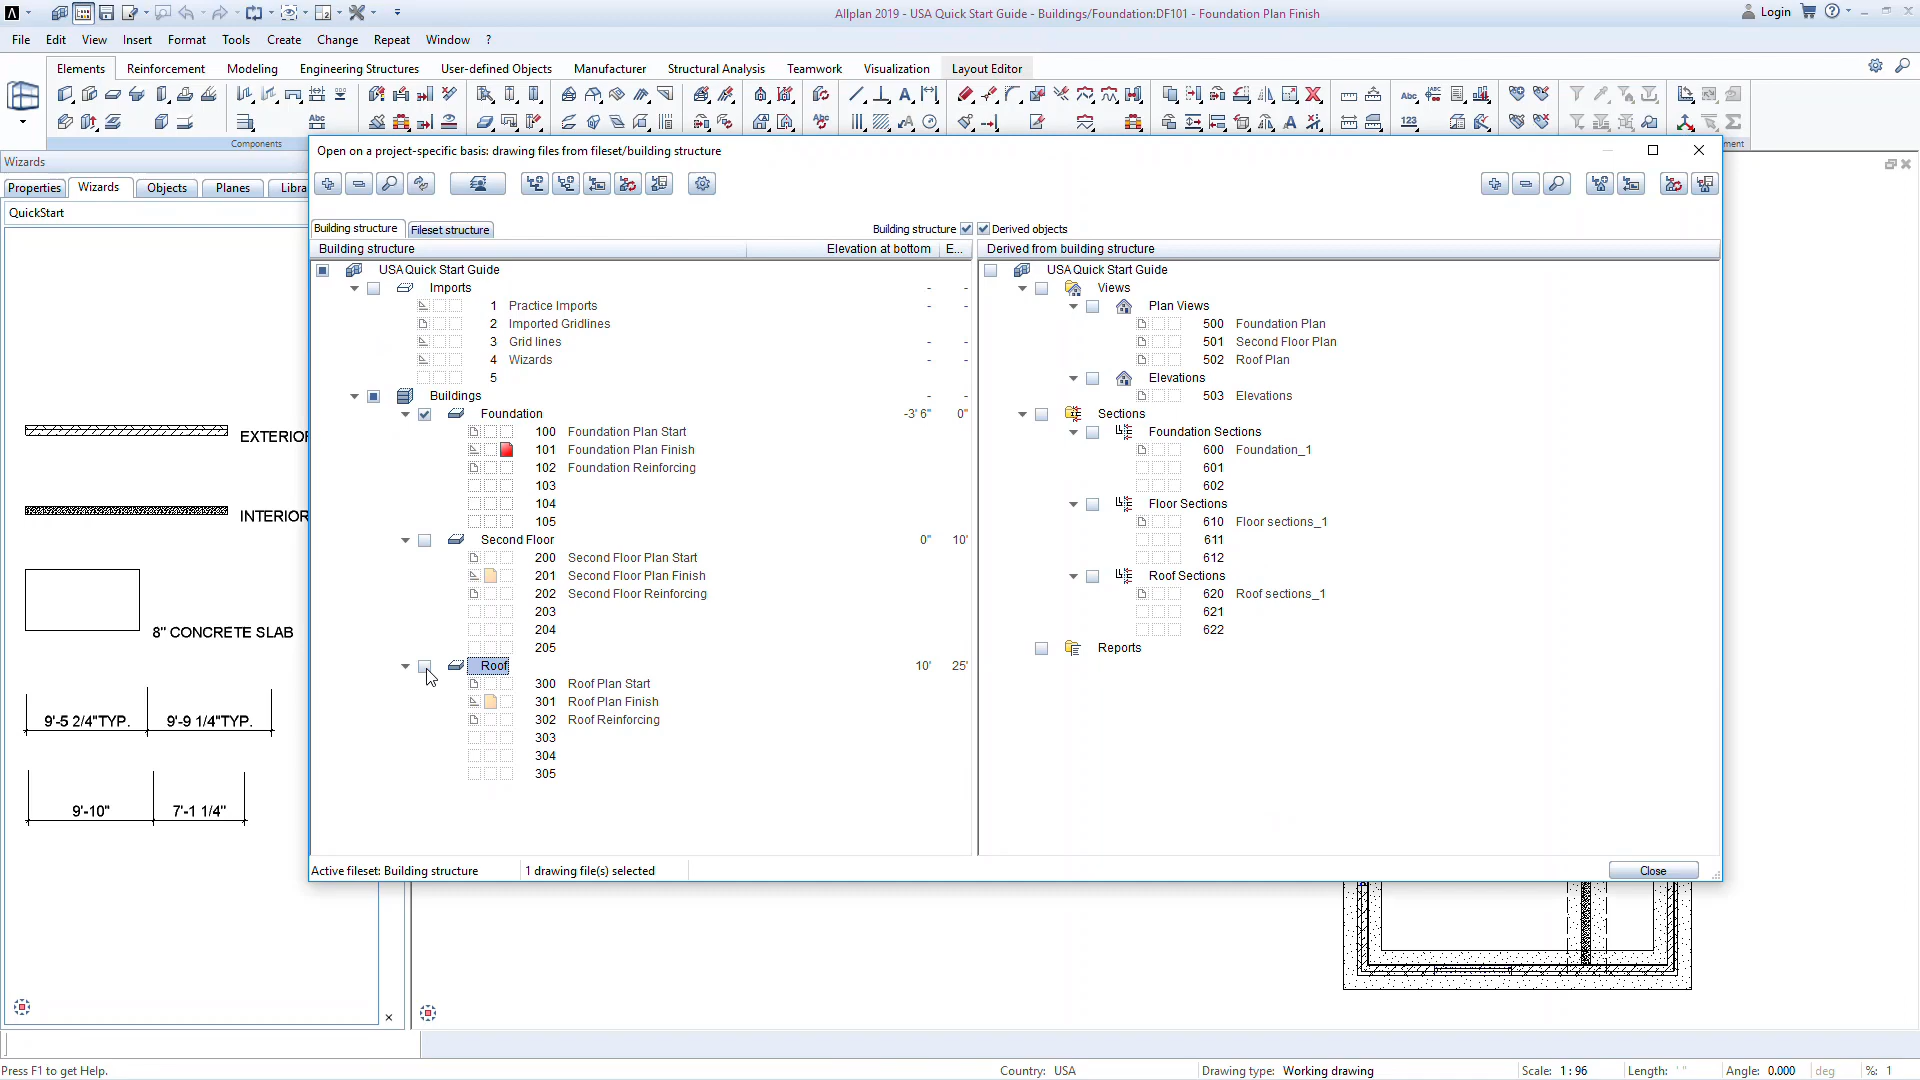 Allplan 2019 - USA Quick Start Guide - Buildings/Foundation:DF101 - Foundation Plan Finish
Login
File Edit View Insert Format Tools Create Change Repeat Window ?
Elements Reinforcement Modeling Engineering Structures User-defined Objects Manufacturer Structural Analysis Teamwork Visualization Layout Editor
Components
Wizards
Properties Wizards Objects Planes Libra
QuickStart
EXTERIOR
INTERIOR
8" CONCRETE SLAB
9'-5 2/4"TYP. 9'-9 1/4"TYP.
9'-10" 7'-1 1/4"
Open on a project-specific basis: drawing files from fileset/building structure
Building structure Fileset structure
Building structure Derived objects
Building structure Elevation at bottom E...
USA Quick Start Guide
Imports - -
1 Practice Imports - -
2 Imported Gridlines - -
3 Grid lines - -
4 Wizards - -
5
Buildings - -
Foundation -3' 6" 0"
100 Foundation Plan Start
101 Foundation Plan Finish
102 Foundation Reinforcing
103
104
105
Second Floor 0" 10'
200 Second Floor Plan Start
201 Second Floor Plan Finish
202 Second Floor Reinforcing
203
204
205
Roof 10' 25'
300 Roof Plan Start
301 Roof Plan Finish
302 Roof Reinforcing
303
304
305
Derived from building structure
USA Quick Start Guide
Views
Plan Views
500 Foundation Plan
501 Second Floor Plan
502 Roof Plan
Elevations
503 Elevations
Sections
Foundation Sections
600 Foundation_1
601
602
Floor Sections
610 Floor sections_1
611
612
Roof Sections
620 Roof sections_1
621
622
Reports
Active fileset: Building structure 1 drawing file(s) selected
Close
Press F1 to get Help.
Country: USA
Drawing type: Working drawing
Scale: 1 : 96
Length: ' "
Angle: 0.000 deg
%: 1